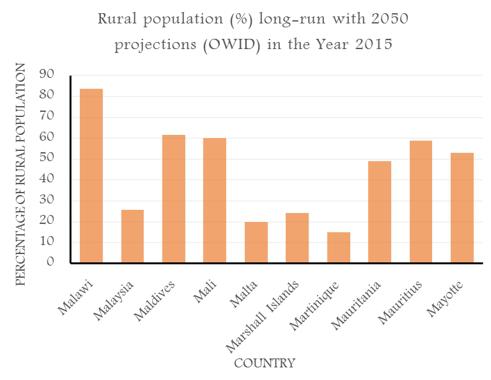 Rural population (%) long-run with 2050
projections (OWID) in the Year 2015
PERCENTAGE OF RURAL POPULATION
90
80
70
60
50
40
30
20
10
0
Malawi
Malaysia
Maldives
Mali
Malta
Marshall Islands
Martinique
Mauritania
Mauritius
Mayotte
COUNTRY